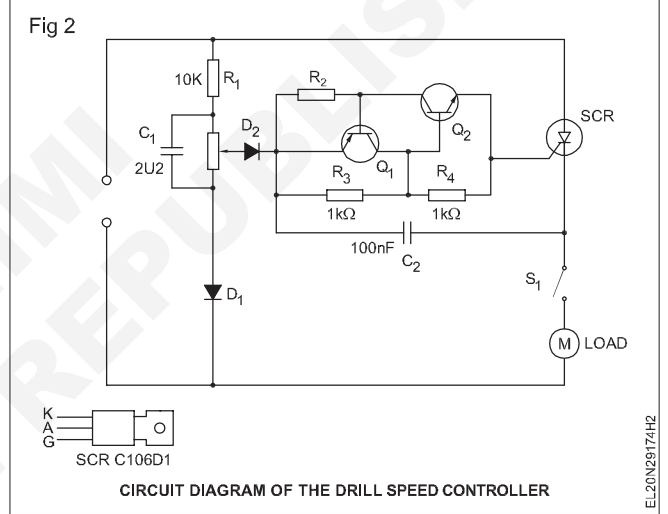 Fig 2
10K R1
R2
C1
2U2
D2
Q2
SCR
Q1
R3
1kΩ
R4
1kΩ
100nF
C2
S1
D1
M LOAD
K
A
G
SCR C106D1
CIRCUIT DIAGRAM OF THE DRILL SPEED CONTROLLER
EL20N29174H2